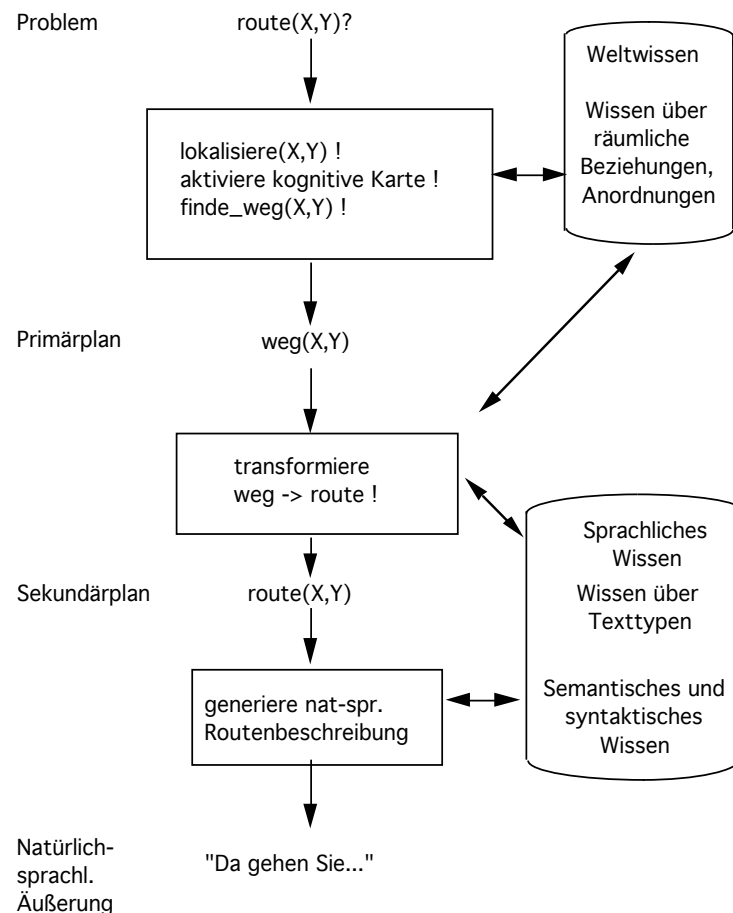 Problem
route(X,Y)?
Weltwissen
Wissen über
räumliche
Beziehungen,
Anordnungen
lokalisiere(X,Y) !
aktiviere kognitive Karte !
finde_weg(X,Y) !
Primärplan
weg(X,Y)
transformiere
weg -> route !
Sprachliches
Wissen
Wissen über
Texttypen
Semantisches und
syntaktisches
Wissen
Sekundärplan
route(X,Y)
generiere nat-spr.
Routenbeschreibung
Natürlich-
sprachl.
Äußerung
"Da gehen Sie..."